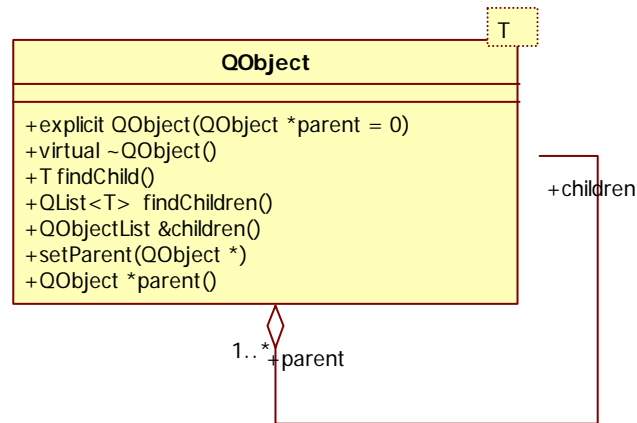 T
QObject
+explicit QObject(QObject *parent = 0)
+virtual ~QObject()
+T findChild()
+QList<T> findChildren()
+QObjectList &children()
+setParent(QObject *)
+QObject *parent()
+children
1..*
+parent